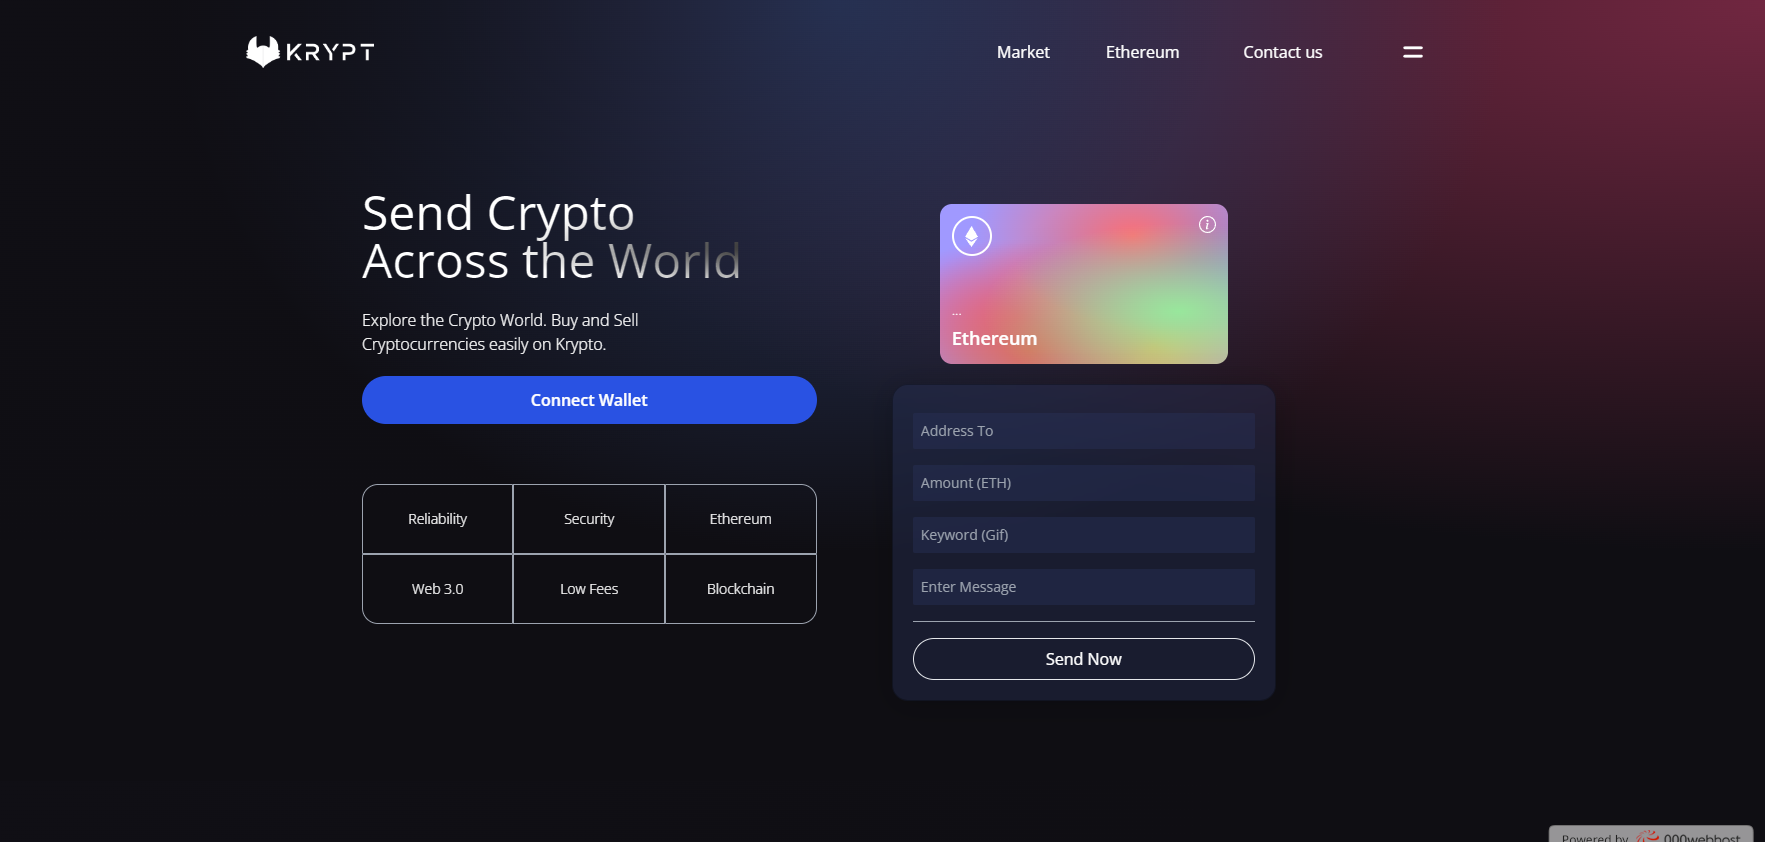 KRYPT
Market
Ethereum
Contact us
Send Crypto
Across the World
Explore the Crypto World. Buy and Sell
Cryptocurrencies easily on Krypto.
Connect Wallet
Reliability
Security
Ethereum
Web 3.0
Low Fees
Blockchain
...
Ethereum
Address To
Amount (ETH)
Keyword (Gif)
Enter Message
Send Now
Powered by 000webhost